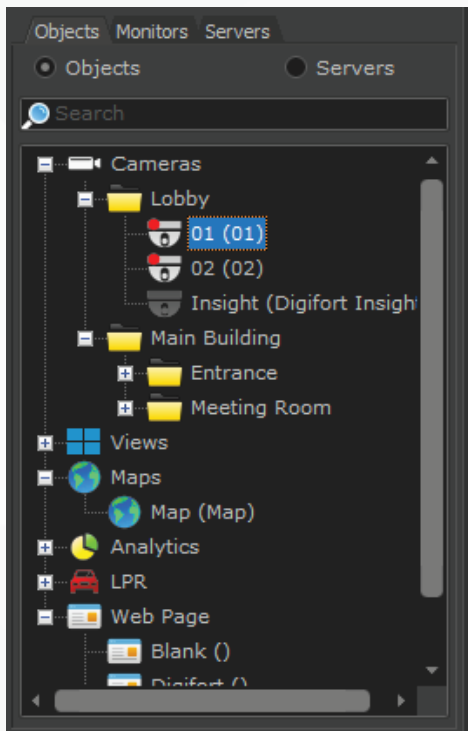 Objects Monitors Servers
Objects Servers
Search
Cameras
Lobby
01 (01)
02 (02)
Insight (Digifort Insight
Main Building
Entrance
Meeting Room
Views
Maps
Map (Map)
Analytics
LPR
Web Page
Blank ()
Digifort ()